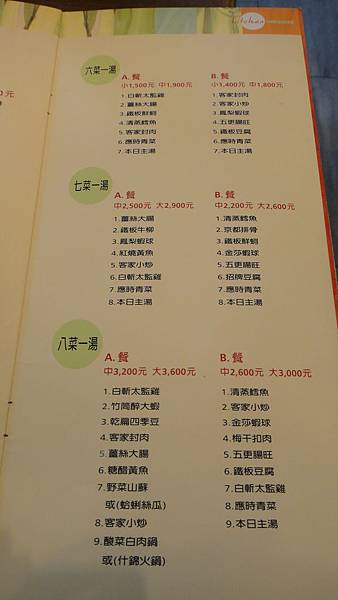 Kitchen
六菜一湯
A. 餐
小1,500元 中1,900元
1.白斬太監雞
2.薑絲大腸
3.鐵板鮮蚵
4.清蒸鱈魚
5.客家封肉
6.應時青菜
7.本日主湯
B. 餐
小1,400元 中1,800元
1.客家封肉
2.客家小炒
3.鳳梨蝦球
4.五更腸旺
5.鐵板豆腐
6.應時青菜
7.本日主湯
七菜一湯
A. 餐
中2,500元 大2,900元
1.薑絲大腸
2.鐵板牛柳
3.鳳梨蝦球
4.紅燒黃魚
5.客家小炒
6.白斬太監雞
7.應時青菜
8.本日主湯
B. 餐
中2,200元 大2,600元
1.清蒸鱈魚
2.京都排骨
3.鐵板鮮蚵
4.金莎蝦球
5.五更腸旺
6.招牌豆腐
7.應時青菜
8.本日主湯
八菜一湯
A. 餐
中3,200元 大3,600元
1.白斬太監雞
2.竹筒醉大蝦
3.乾扁四季豆
4.客家封肉
5.薑絲大腸
6.糖醋黃魚
7.野菜山蘇
或(蛤蜊絲瓜)
8.客家小炒
9.酸菜白肉鍋
或(什錦火鍋)
B. 餐
中2,600元 大3,000元
1.清蒸鱈魚
2.客家小炒
3.金莎蝦球
4.梅干扣肉
5.五更腸旺
6.鐵板豆腐
7.白斬太監雞
8.應時青菜
9.本日主湯